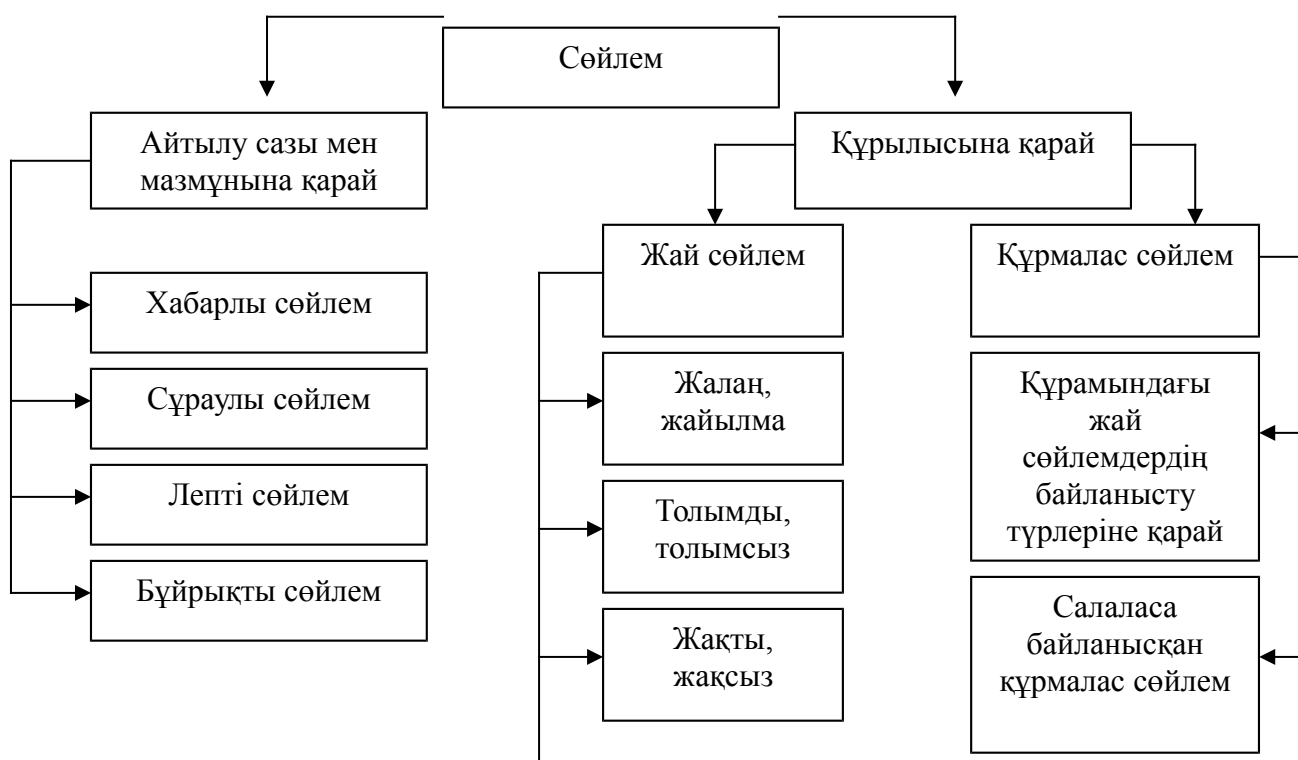 Сөйлем
Айтылу сазы мен
мазмұнына қарай
Хабарлы сөйлем
Сұраулы сөйлем
Лепті сөйлем
Бұйрықты сөйлем
Құрылысына қарай
Жай сөйлем
Жалаң,
жайылма
Толымды,
толымсыз
Жақты,
жақсыз
Құрмалас сөйлем
Құрамындағы
жай
сөйлемдердің
байланысту
түрлеріне қарай
Салаласа
байланысқан
құрмалас сөйлем